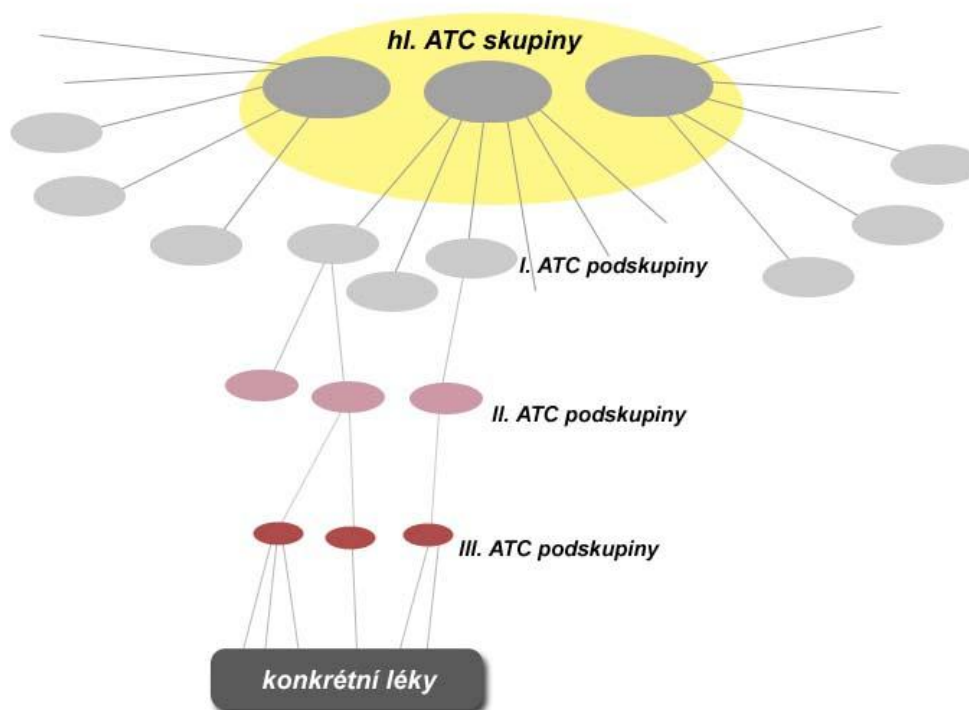 hl. ATC skupiny
I. ATC podskupiny
II. ATC podskupiny
III. ATC podskupiny
konkrétní léky